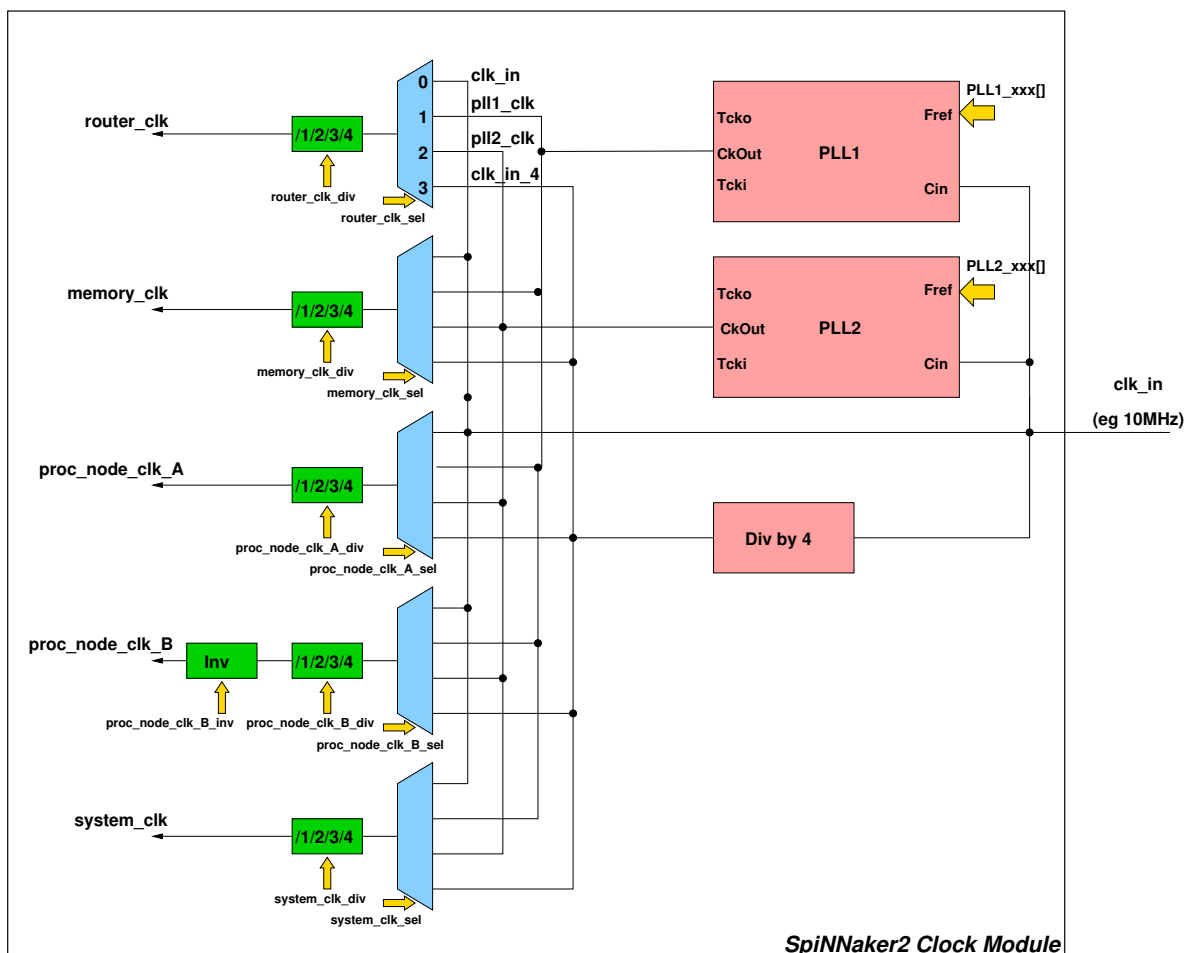 clk_in
0
pll1_clk
1
router_clk
/1/2/3/4
pll2_clk
2
clk_in_4
3
router_clk_div
router_clk_sel
PLL1_xxx[]
Tcko
Fref
CkOut
PLL1
Tcki
Cin
memory_clk
/1/2/3/4
memory_clk_div
memory_clk_sel
PLL2_xxx[]
Tcko
Fref
CkOut
PLL2
Tcki
Cin
clk_in
(eg 10MHz)
proc_node_clk_A
/1/2/3/4
proc_node_clk_A_div
proc_node_clk_A_sel
Div by 4
proc_node_clk_B
Inv
/1/2/3/4
proc_node_clk_B_inv
proc_node_clk_B_div
proc_node_clk_B_sel
system_clk
/1/2/3/4
system_clk_div
system_clk_sel
SpiNNaker2 Clock Module